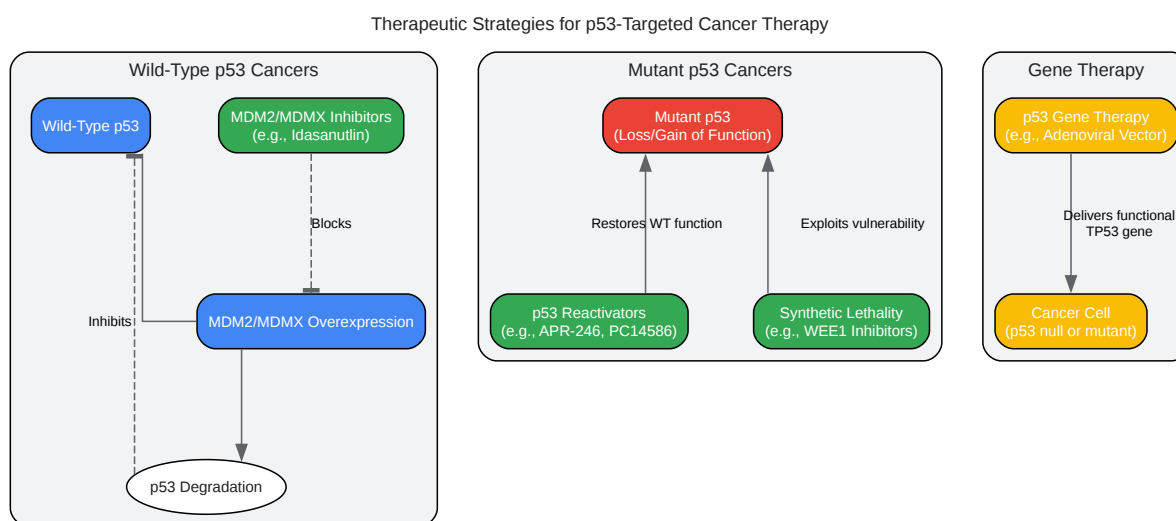 Therapeutic Strategies for p53-Targeted Cancer Therapy
Wild-Type p53 Cancers
Wild-Type p53
MDM2/MDMX Inhibitors
(e.g., Idasanutlin)
Blocks
Inhibits
MDM2/MDMX Overexpression
p53 Degradation
Mutant p53 Cancers
Mutant p53
(Loss/Gain of Function)
Restores WT function
Exploits vulnerability
p53 Reactivators
(e.g., APR-246, PC14586)
Synthetic Lethality
(e.g., WEE1 Inhibitors)
Gene Therapy
p53 Gene Therapy
(e.g., Adenoviral Vector)
Delivers functional
TP53 gene
Cancer Cell
(p53 null or mutant)